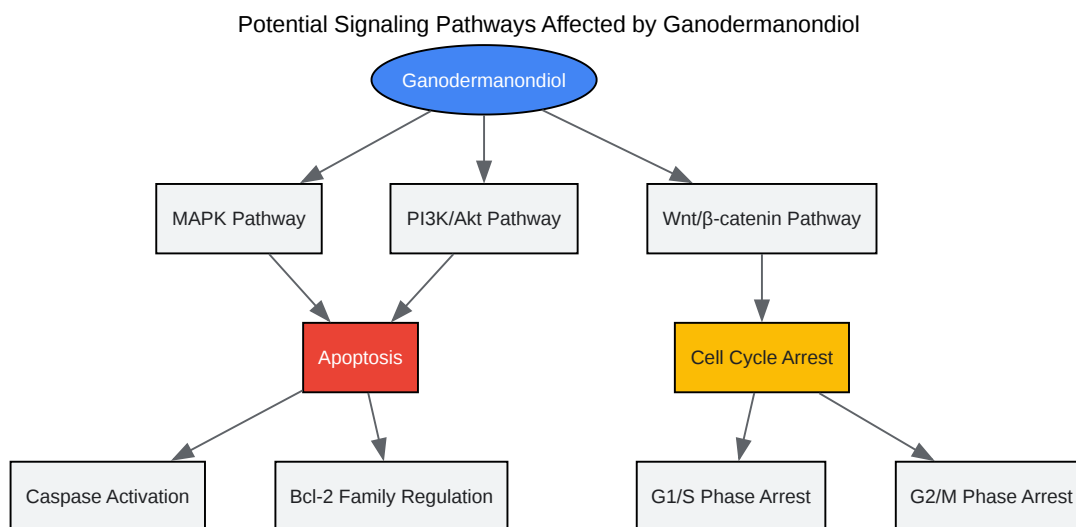 Potential Signaling Pathways Affected by Ganodermanondiol
Ganodermanondiol
MAPK Pathway
PI3K/Akt Pathway
Wnt/β-catenin Pathway
Apoptosis
Cell Cycle Arrest
Caspase Activation
Bcl-2 Family Regulation
G1/S Phase Arrest
G2/M Phase Arrest